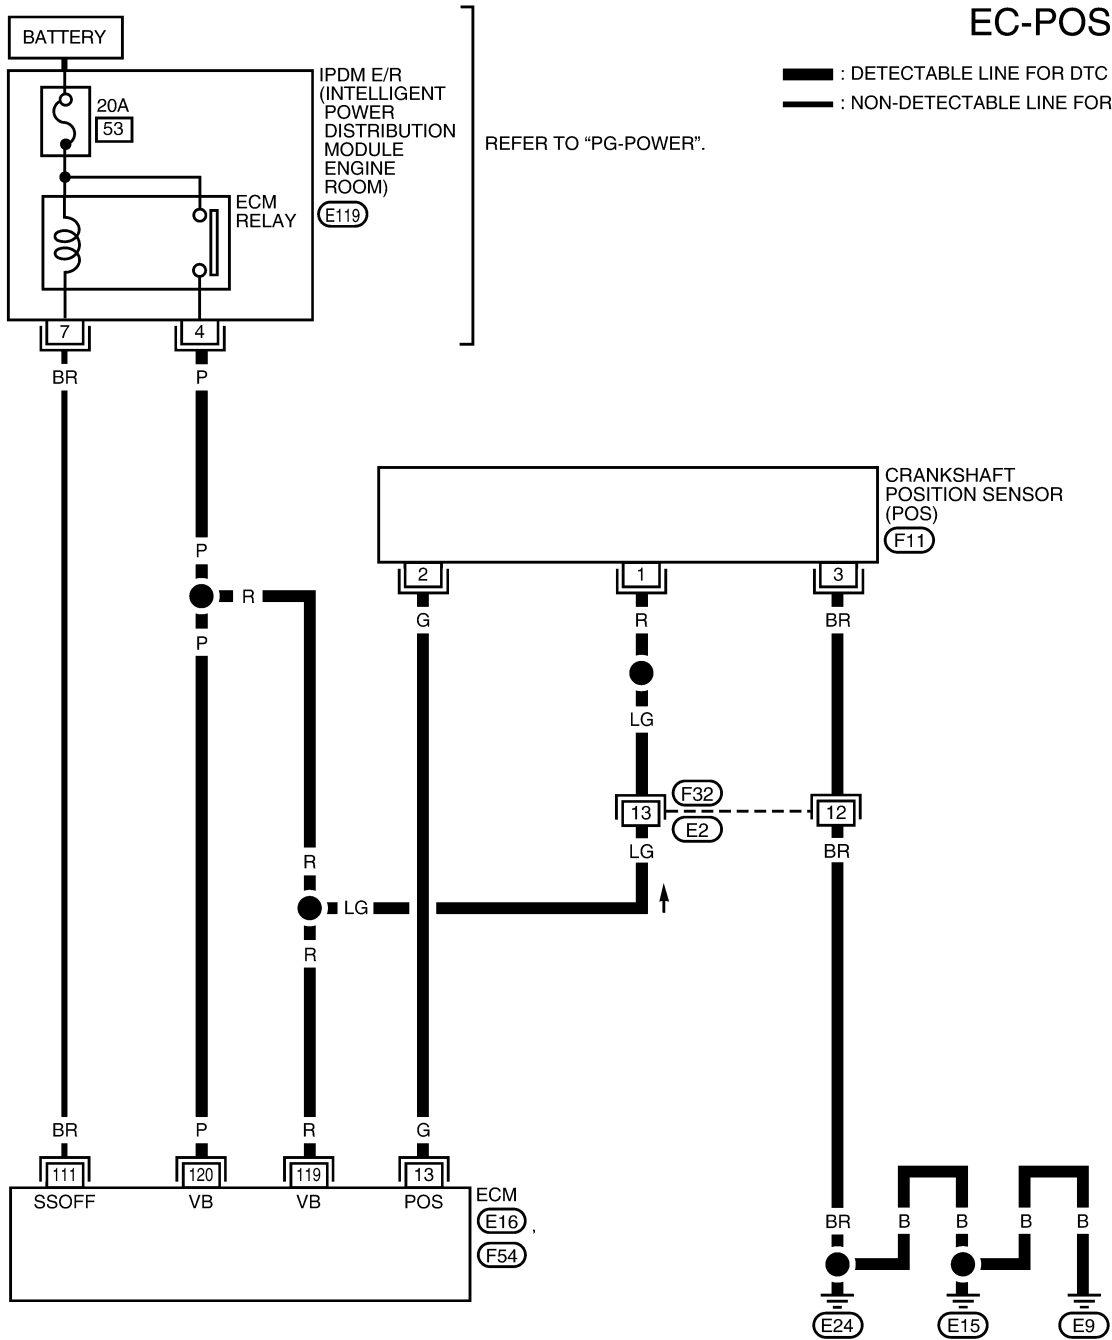 EC-POS
BATTERY
: DETECTABLE LINE FOR DTC
: NON-DETECTABLE LINE FOR
IPDM E/R
(INTELLIGENT
POWER
DISTRIBUTION
MODULE
ENGINE
ROOM)
E119
20A
53
REFER TO “PG-POWER”.
ECM
RELAY
7
4
BR
P
CRANKSHAFT
POSITION SENSOR
(POS)
F11
P
2
1
3
R
G
R
BR
P
LG
F32
13
12
E2
R
LG
BR
LG
R
BR
P
R
G
111
120
119
13
SSOFF
VB
VB
POS
ECM
E16 ,
F54
BR
B
B
B
B
E24
E15
E9